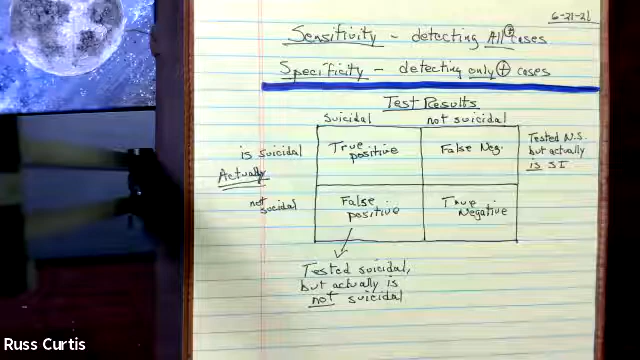 6-21-21
Sensitivity - detecting All ⊕ cases
Specificity - detecting only ⊕ cases
Test Results
suicidal not suicidal
is suicidal
Actually
not suicidal
True positive
False Neg.
Tested N.S.
but actually
is SI
False positive
True Negative
Tested suicidal,
but actually is
not suicidal
Russ Curtis